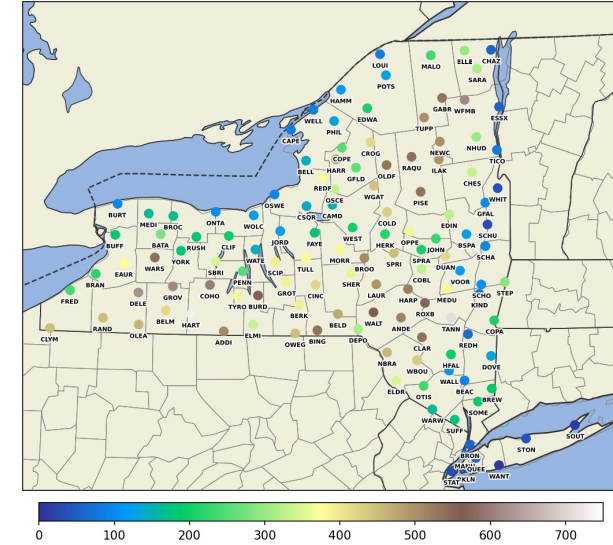 LOUI
MALO
ELLE
CHAZ
SARA
POTS
HAMM
GABR
WFMB
ESSX
WELL
PHIL
EDWA
TUPP
CAPE
COPE
CROG
NEWC
NHUD
TICO
BELL
HARR
GFLD
OLDF
RAQU
ILAK
REDF
WGAT
CHES
OSWE
OSCE
PISE
WHIT
BURT
MEDI
BROC
ONTA
WOLC
CSQR
CAMD
COLD
EDIN
GFAL
SCHU
BUFF
BATA
RUSH
CLIF
JORD
FAYE
WEST
HERK
OPPE
JOHN
BSPA
SCHA
YORK
WATE
SPRA
EAUR
WARS
SBRI
SCIP
TULL
MORR
BROO
SPRI
DUAN
BRAN
PENN
SHER
COBL
VOOR
SCHO
STEP
FRED
DELE
GROV
COHO
TYRO
BURD
GROT
CINC
LAUR
HARP
MEDU
KIND
ROXB
CLYM
RAND
OLEA
BELM
HART
ADDI
ELMI
BERK
OWEG
BING
BELD
DEPO
WALT
ANDE
TANN
COPA
CLAR
REDH
NBRA
WBOU
HFAL
DOVE
ELDR
OTIS
WALL
BEAC
BREW
WARW
SOME
SUFF
BRON
MANH
QUEE
BKLN
STAT
WANT
STON
SOUT
0 100 200 300 400 500 600 700